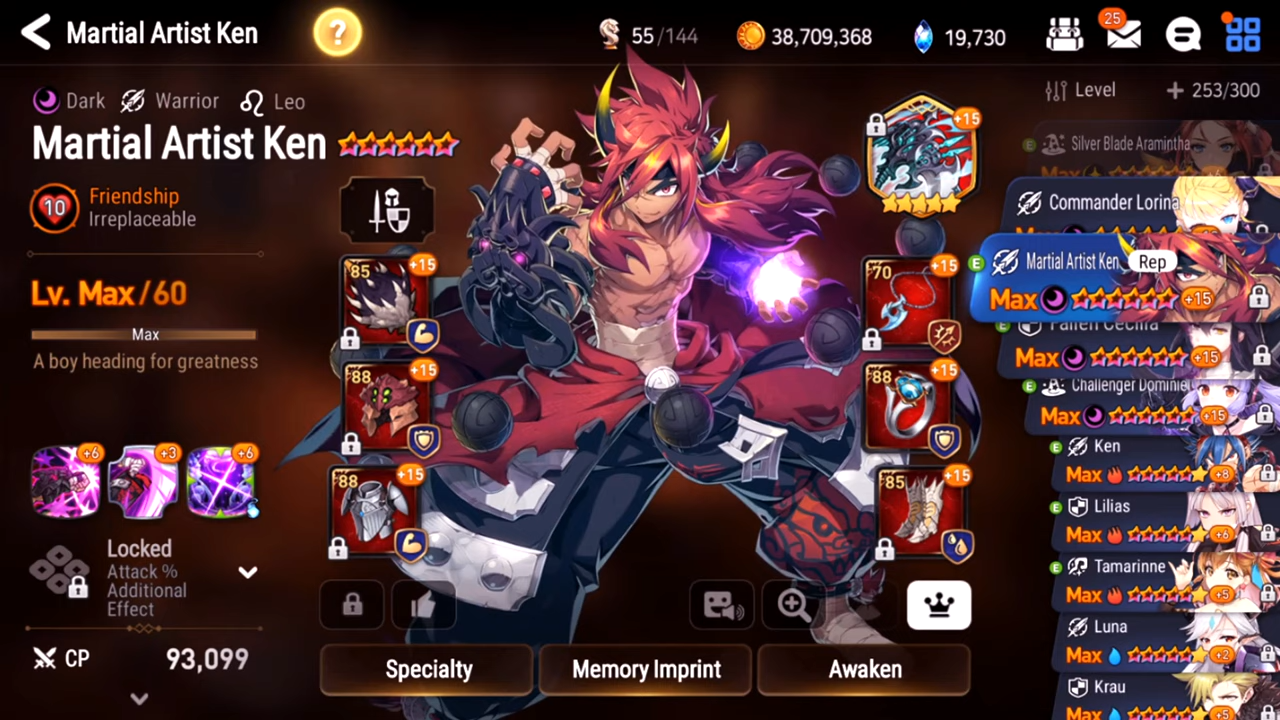 Martial Artist Ken
?
55/144
38,709,368
19,730
25
Dark
Warrior
Leo
Martial Artist Ken
10
Friendship
Irreplaceable
Lv. Max/60
Max
A boy heading for greatness
+6
+3
+6
Locked
Attack %
Additional
Effect
CP
93,099
85
+15
88
+15
88
+15
+15
70
+15
88
+15
85
+15
Specialty
Memory Imprint
Awaken
Level
+ 253/300
E
Silver Blade Aramintha
Commander Lorina
E
Martial Artist Ken
Rep
Max
+15
E
Fallen Cecilia
Max
+15
E
Challenger Dominie
Max
+15
E
Ken
Max
+8
E
Lilias
Max
+6
E
Tamarinne
Max
+5
Luna
Max
+2
Krau
Max
+5